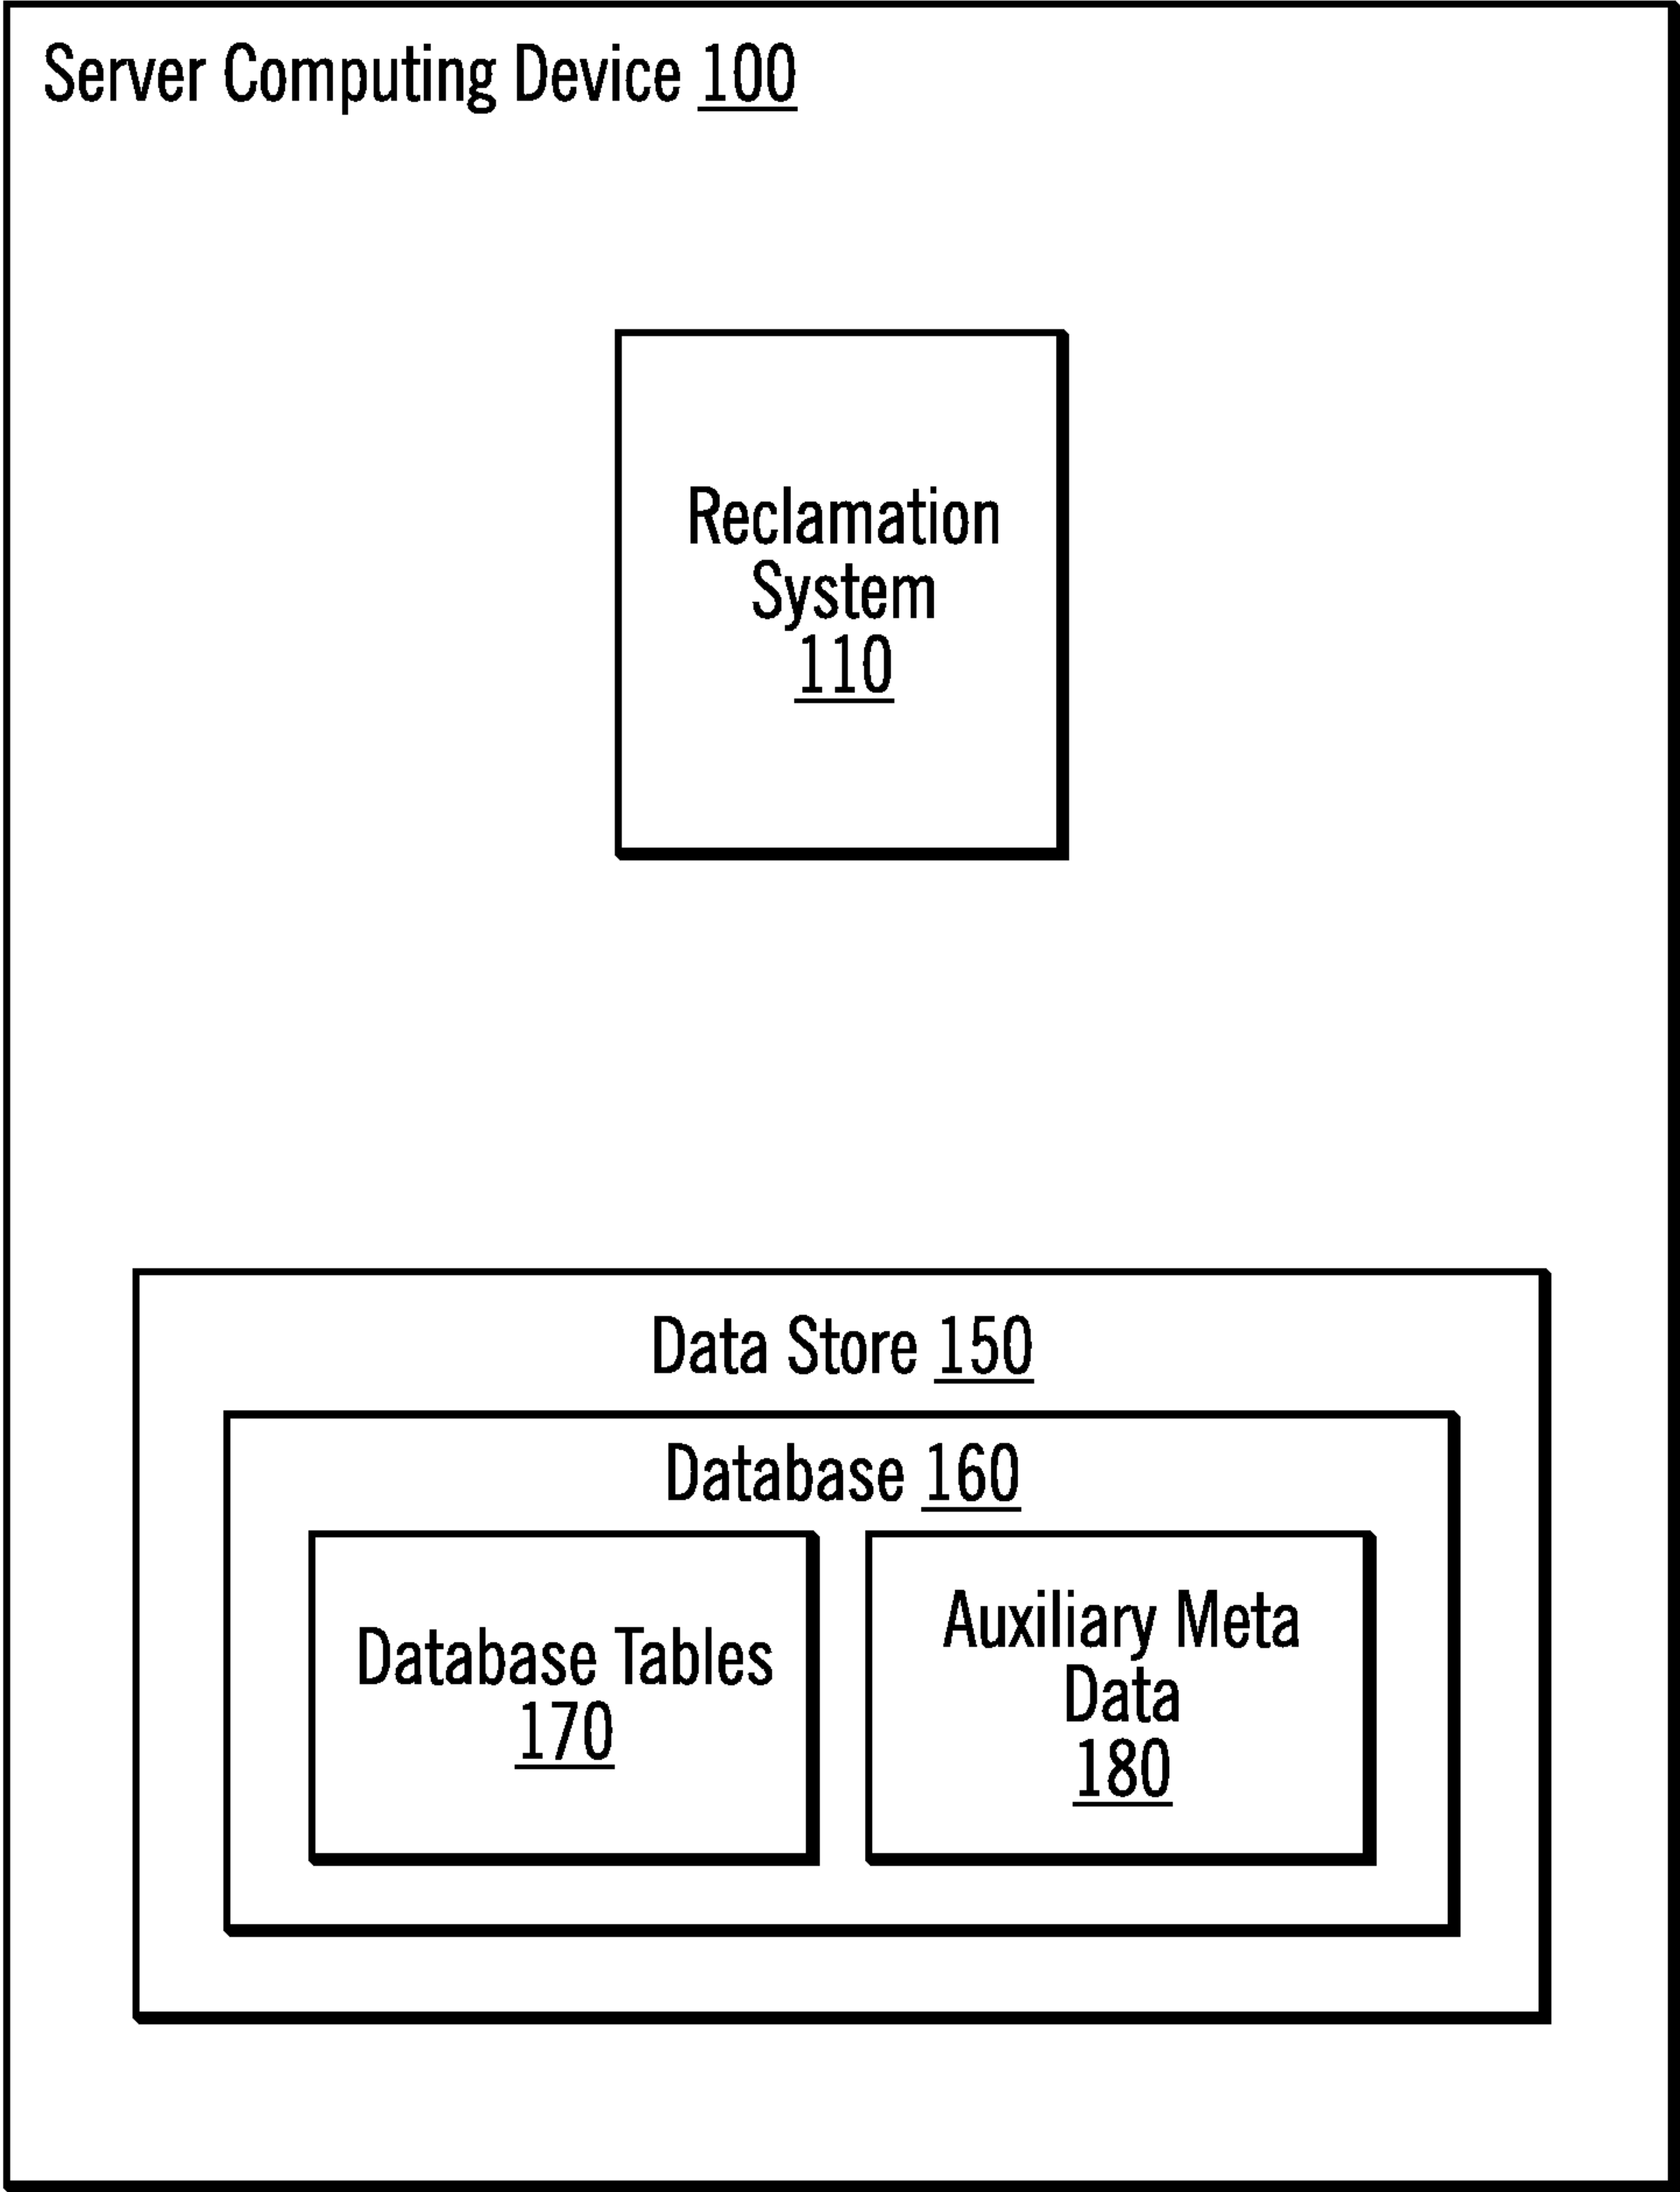 Server Computing Device 100
Reclamation
System
110
Data Store 150
Database 160
Database Tables
170
Auxiliary Meta
Data
180